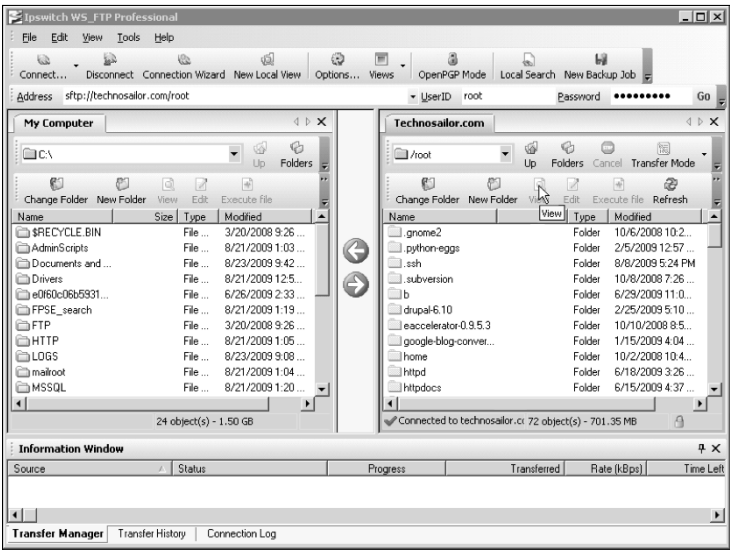 Ipswitch WS_FTP Professional
File Edit View Tools Help
Connect... Disconnect Connection Wizard New Local View Options... Views OpenPGP Mode Local Search New Backup Job
Address sftp://technosailor.com/root UserID root Password ●●●●●●●●● Go
My Computer
C:\ Up Folders
Change Folder New Folder View Edit Execute file
Name Size Type Modified
$RECYCLE.BIN File ... 3/20/2008 9:26 ...
AdminScripts File ... 8/21/2009 1:03 ...
Documents and ... File ... 8/23/2009 9:42 ...
Drivers File ... 8/21/2009 12:5...
e0f60c06b5931... File ... 6/26/2009 2:33 ...
FPSE_search File ... 8/21/2009 1:19 ...
FTP File ... 3/20/2008 9:26 ...
HTTP File ... 8/21/2009 1:05 ...
LOGS File ... 8/23/2009 9:08 ...
mailroot File ... 8/21/2009 1:04 ...
MSSQL File ... 8/21/2009 1:20 ...
24 object(s) - 1.50 GB
Technosailor.com
/root Up Folders Cancel Transfer Mode
Change Folder New Folder View Edit Execute file Refresh
View
Name Type Modified
.gnome2 Folder 10/6/2008 10:2...
.python-eggs Folder 2/5/2009 12:57 ...
.ssh Folder 8/8/2009 5:24 PM
.subversion Folder 10/8/2008 7:26 ...
b Folder 6/29/2009 11:0...
drupal-6.10 Folder 2/25/2009 5:10 ...
eaccelerator-0.9.5.3 Folder 10/10/2008 8:5...
google-blog-conver... Folder 1/15/2009 4:04 ...
home Folder 10/2/2008 10:4...
httpd Folder 6/18/2009 3:26 ...
httpdocs Folder 6/15/2009 4:37 ...
Connected to technosailor.cc 72 object(s) - 701.35 MB
Information Window
Source Status Progress Transferred Rate (kBps) Time Left
Transfer Manager Transfer History Connection Log